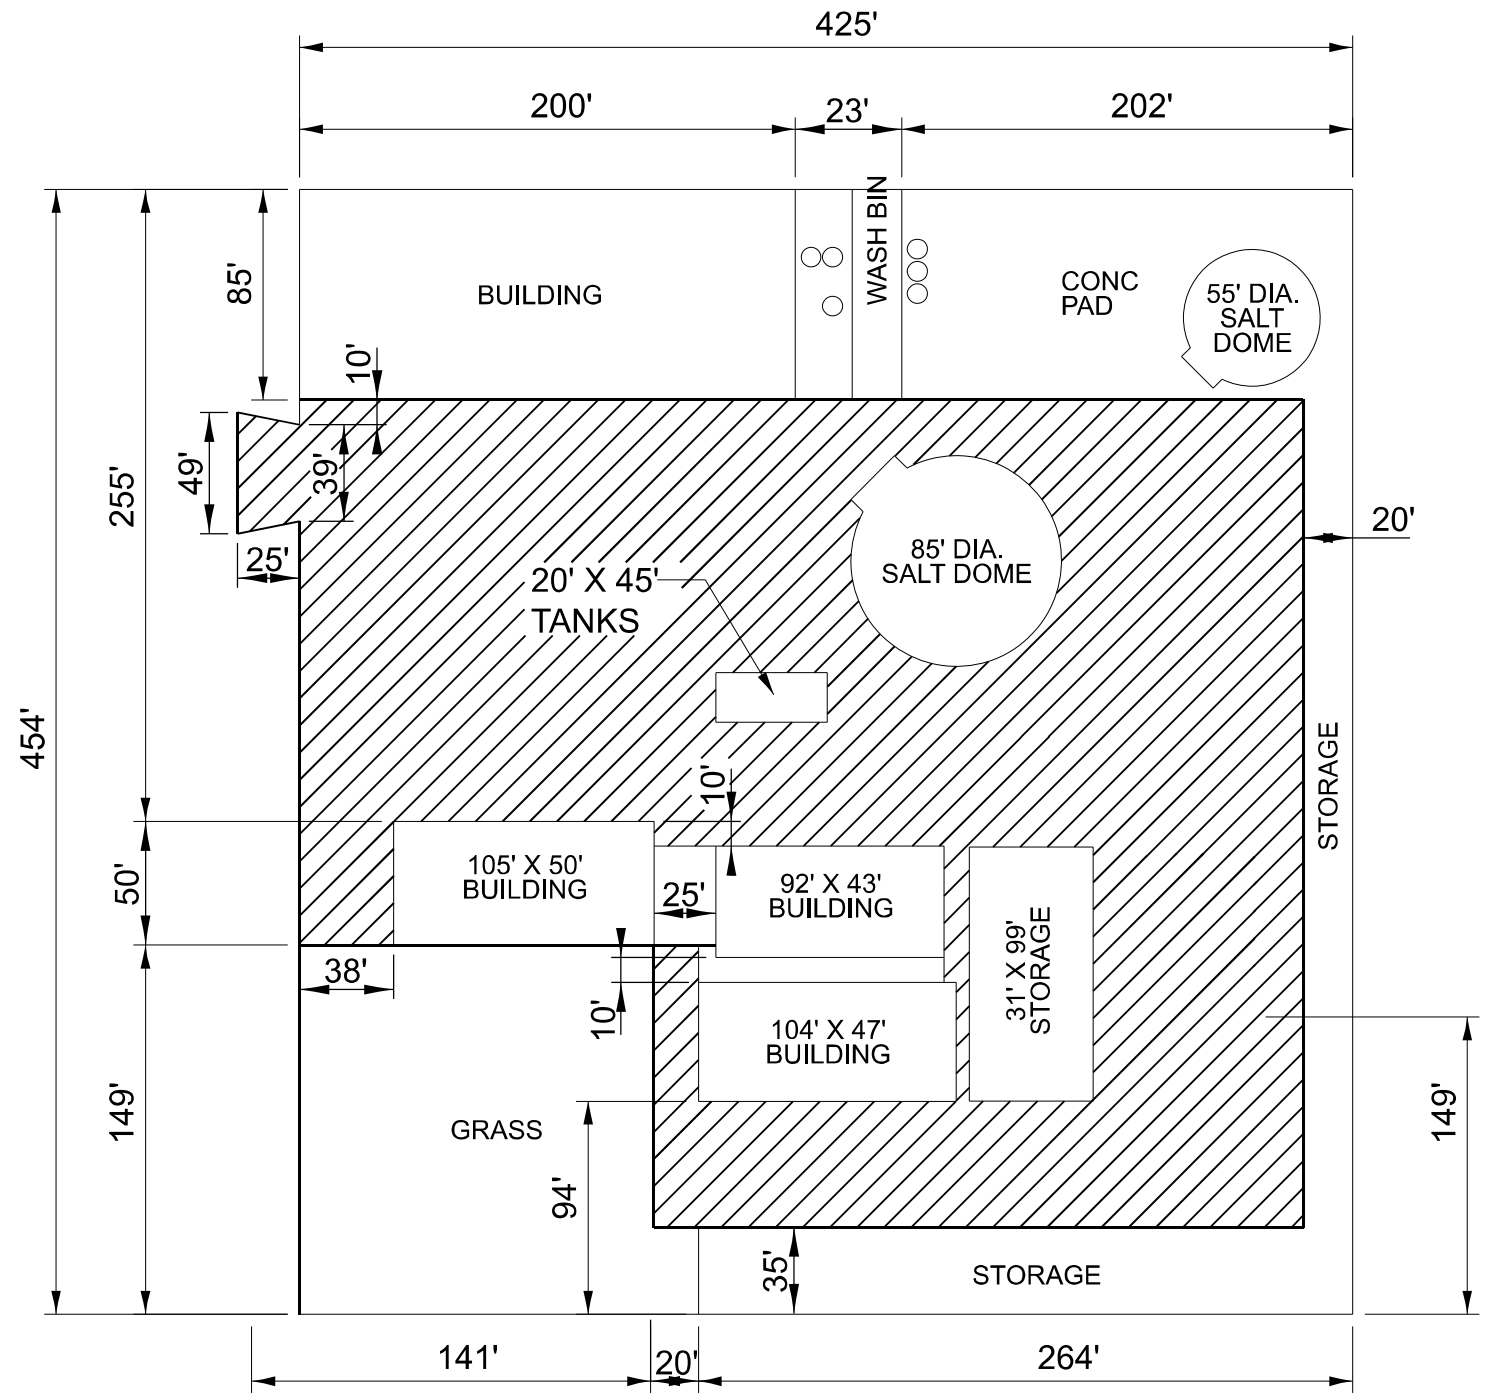 425'
200'
23'
202'
WASH BIN
85'
BUILDING
CONC
PAD
55' DIA.
SALT
DOME
10'
49'
39'
255'
25'
20'
85' DIA.
SALT DOME
20' X 45'
TANKS
454'
STORAGE
10'
50'
105' X 50'
BUILDING
25'
92' X 43'
BUILDING
31' X 99'
STORAGE
38'
10'
104' X 47'
BUILDING
149'
GRASS
94'
149'
35'
STORAGE
141'
20'
264'